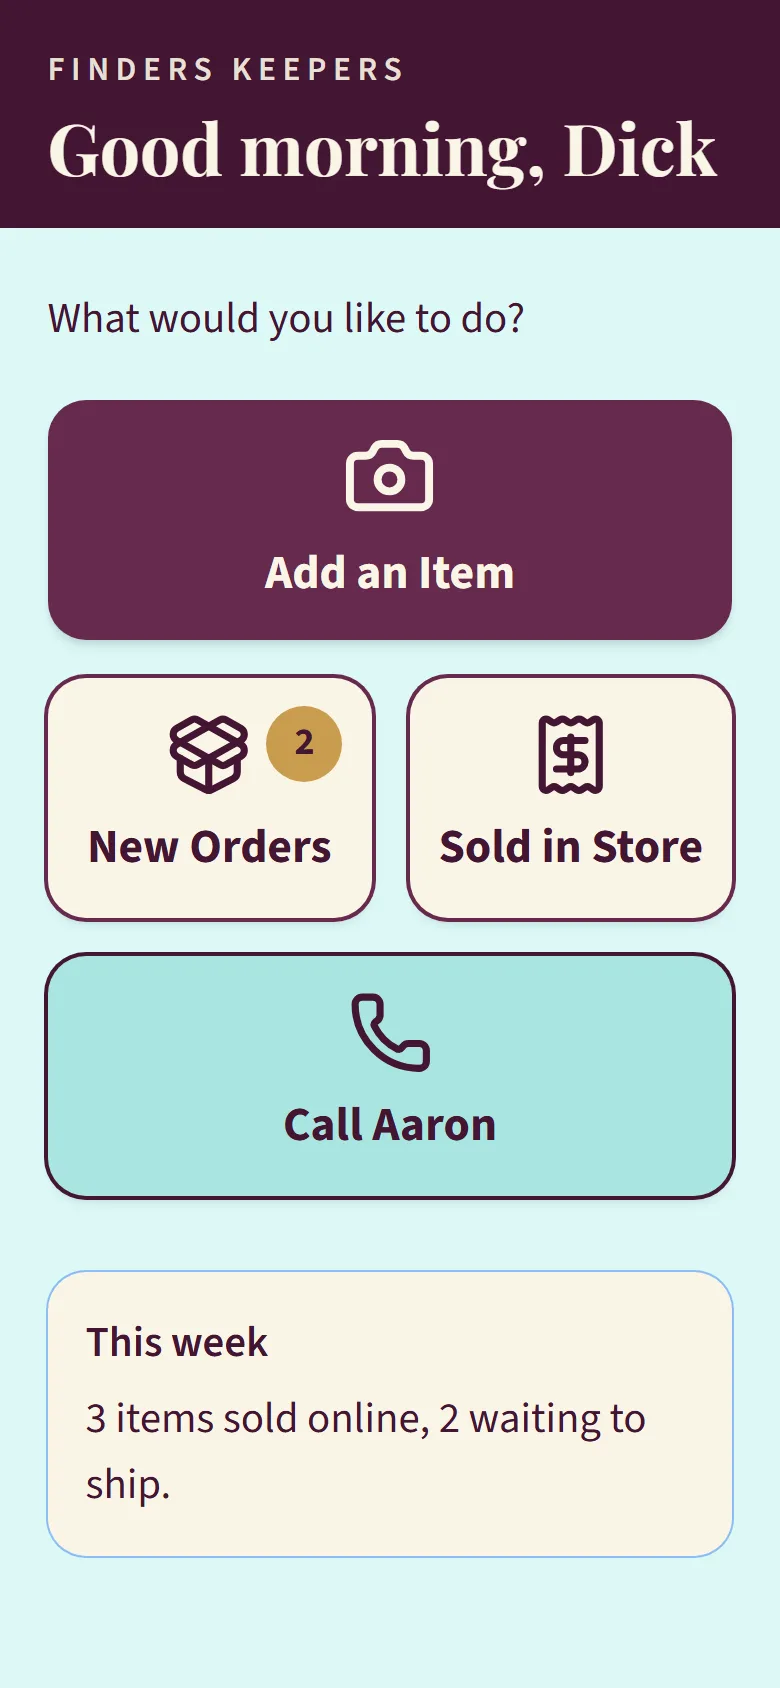 FINDERS KEEPERS
Good morning, Dick
What would you like to do?
Add an Item
2
New Orders
Sold in Store
Call Aaron
This week
3 items sold online, 2 waiting to
ship.